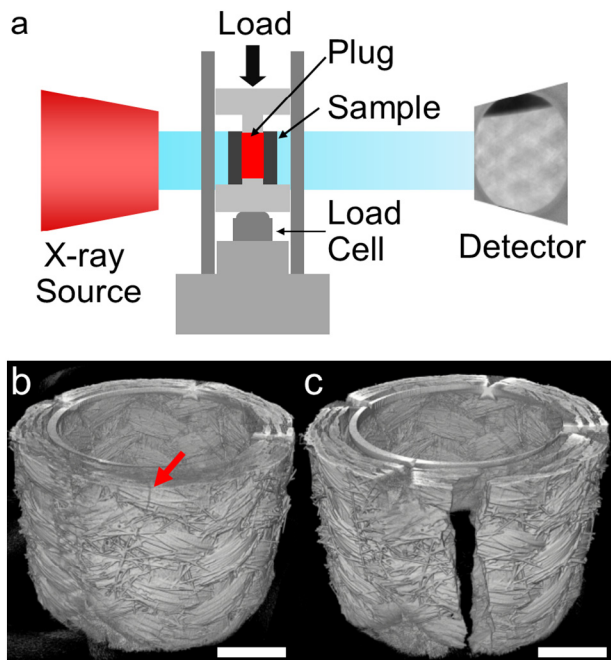 a
Load
Plug
Sample
Load
Cell
X-ray
Source
Detector
b
c